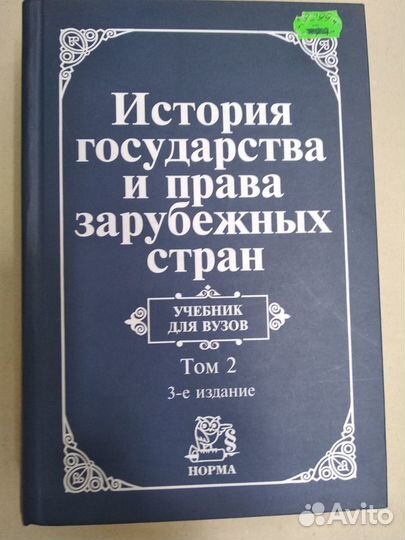 История
государства
и права
зарубежных
стран
УЧЕБНИК
ДЛЯ ВУЗОВ
Том 2
3-е издание
§
НОРМА
Avito